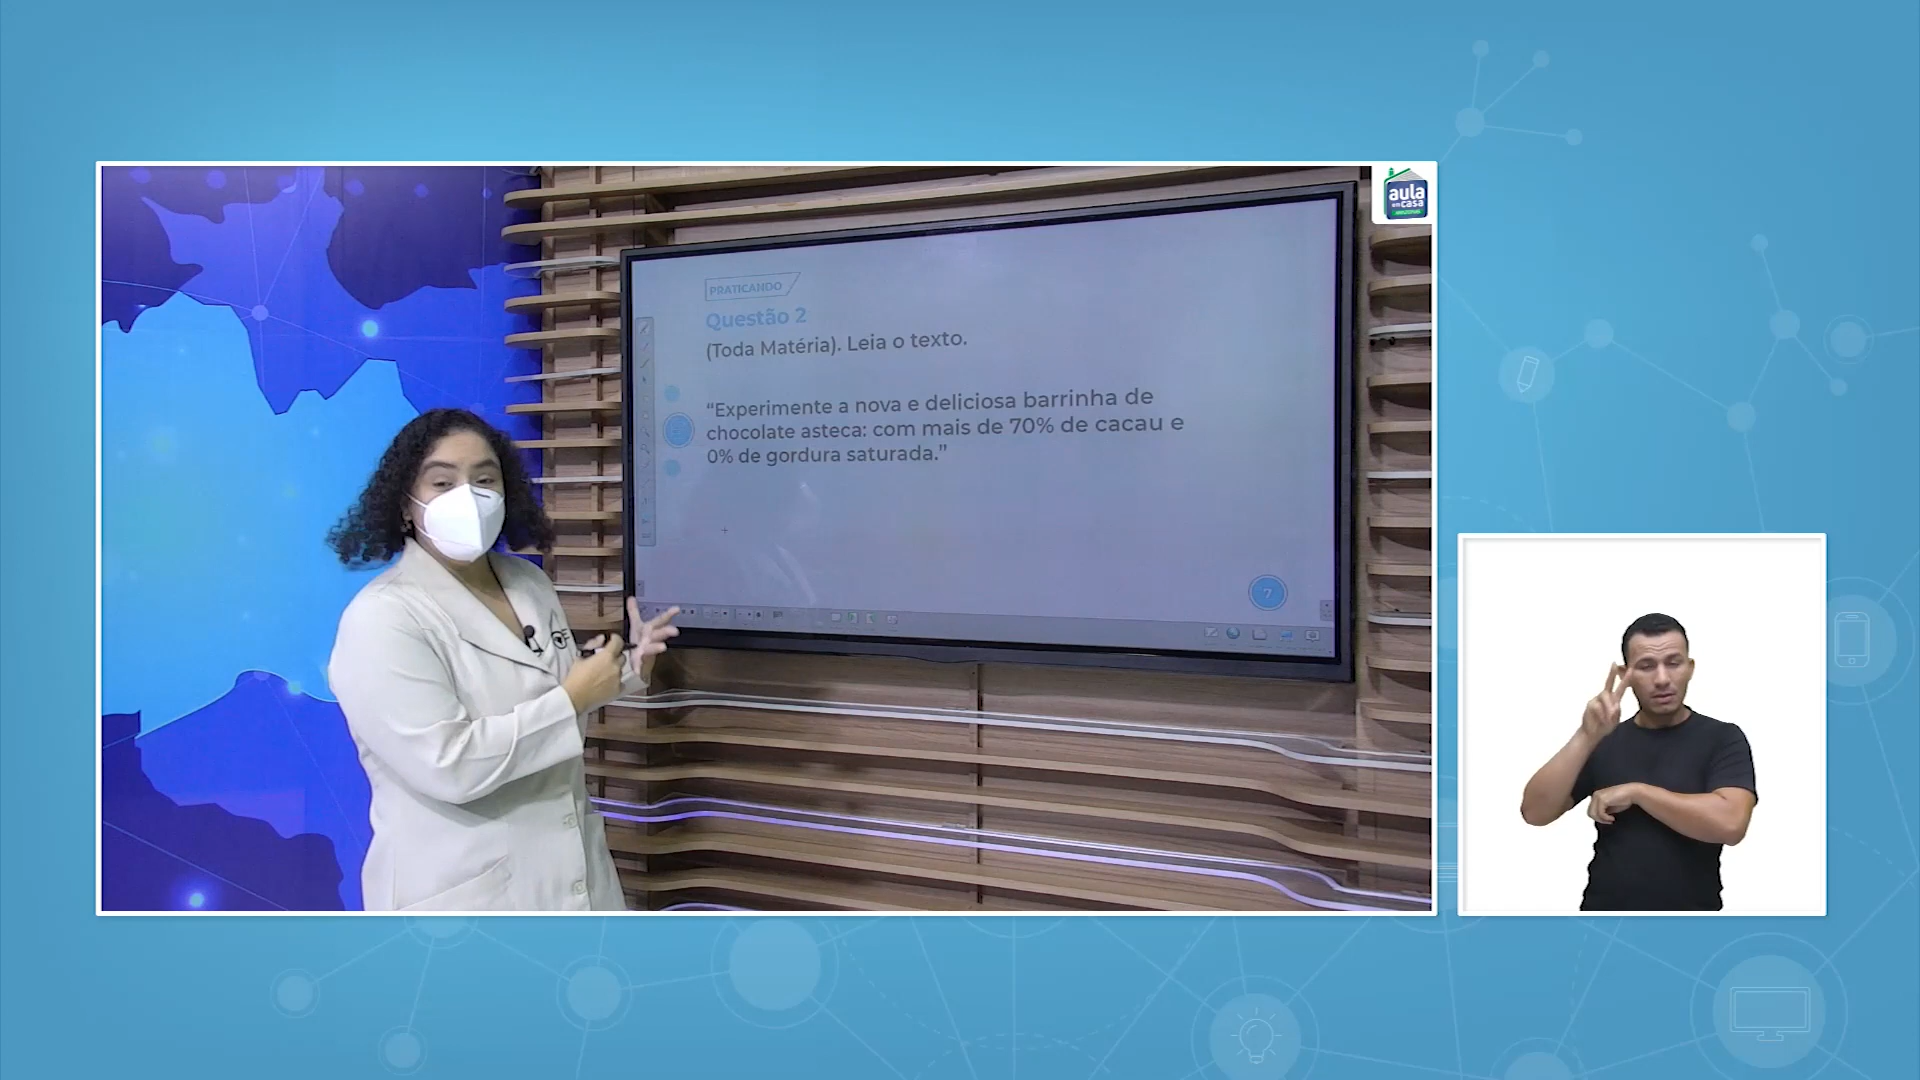 aula
em
casa
PRATICANDO
Questão 2
(Toda Matéria). Leia o texto.
“Experimente a nova e deliciosa barrinha de
chocolate asteca: com mais de 70% de cacau e
0% de gordura saturada.”
7